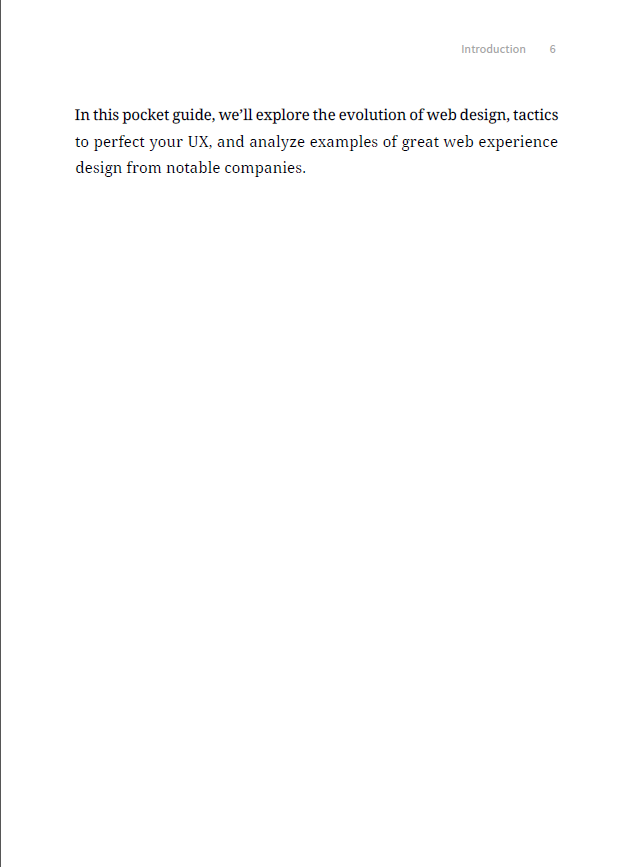 Introduction 6
In this pocket guide, we’ll explore the evolution of web design, tactics
to perfect your UX, and analyze examples of great web experience
design from notable companies.